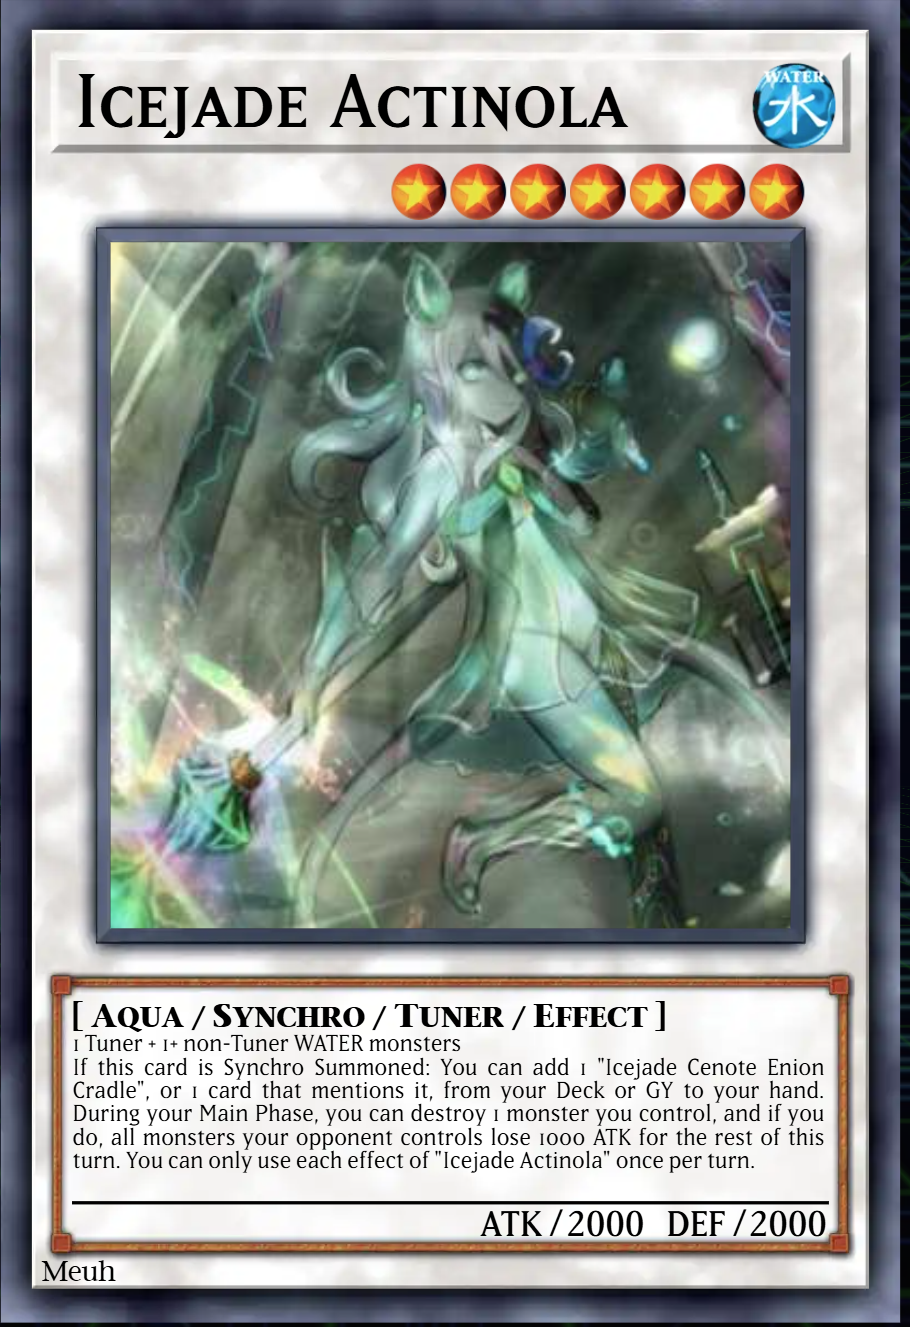 Icejade Actinola
WATER
水
[ Aqua / Synchro / Tuner / Effect ]
1 Tuner + 1+ non-Tuner WATER monsters
If this card is Synchro Summoned: You can add 1 "Icejade Cenote Enion
Cradle", or 1 card that mentions it, from your Deck or GY to your hand.
During your Main Phase, you can destroy 1 monster you control, and if you
do, all monsters your opponent controls lose 1000 ATK for the rest of this
turn. You can only use each effect of "Icejade Actinola" once per turn.
ATK / 2000 DEF / 2000
Meuh